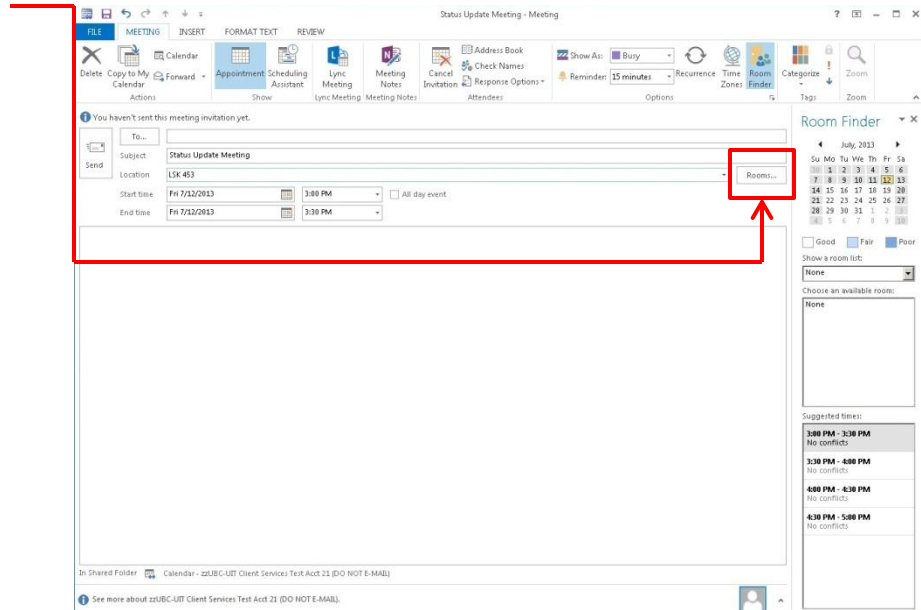 Status Update Meeting - Meeting
FILE MEETING INSERT FORMAT TEXT REVIEW
Delete
Copy to My Calendar
Calendar
Forward
Actions
Appointment
Scheduling Assistant
Show
Lync Meeting
Lync Meeting
Meeting Notes
Meeting Notes
Cancel Invitation
Address Book
Check Names
Response Options
Attendees
Show As: Busy
Reminder: 15 minutes
Recurrence
Time Zones
Room Finder
Options
Categorize
Tags
Zoom
Zoom
You haven't sent this meeting invitation yet.
Send
To...
Subject Status Update Meeting
Location LSK 453 Rooms...
Start time Fri 7/12/2013 3:00 PM All day event
End time Fri 7/12/2013 3:30 PM
Room Finder
July, 2013
Su Mo Tu We Th Fr Sa
30 1 2 3 4 5 6
7 8 9 10 11 12 13
14 15 16 17 18 19 20
21 22 23 24 25 26 27
28 29 30 31 1 2 3
4 5 6 7 8 9 10
Good Fair Poor
Show a room list:
None
Choose an available room:
None
Suggested times:
3:00 PM - 3:30 PM
No conflicts
3:30 PM - 4:00 PM
No conflicts
4:00 PM - 4:30 PM
No conflicts
4:30 PM - 5:00 PM
No conflicts
In Shared Folder Calendar - zzUBC-UIT Client Services Test Acct 21 (DO NOT E-MAIL)
See more about zzUBC-UIT Client Services Test Acct 21 (DO NOT E-MAIL).